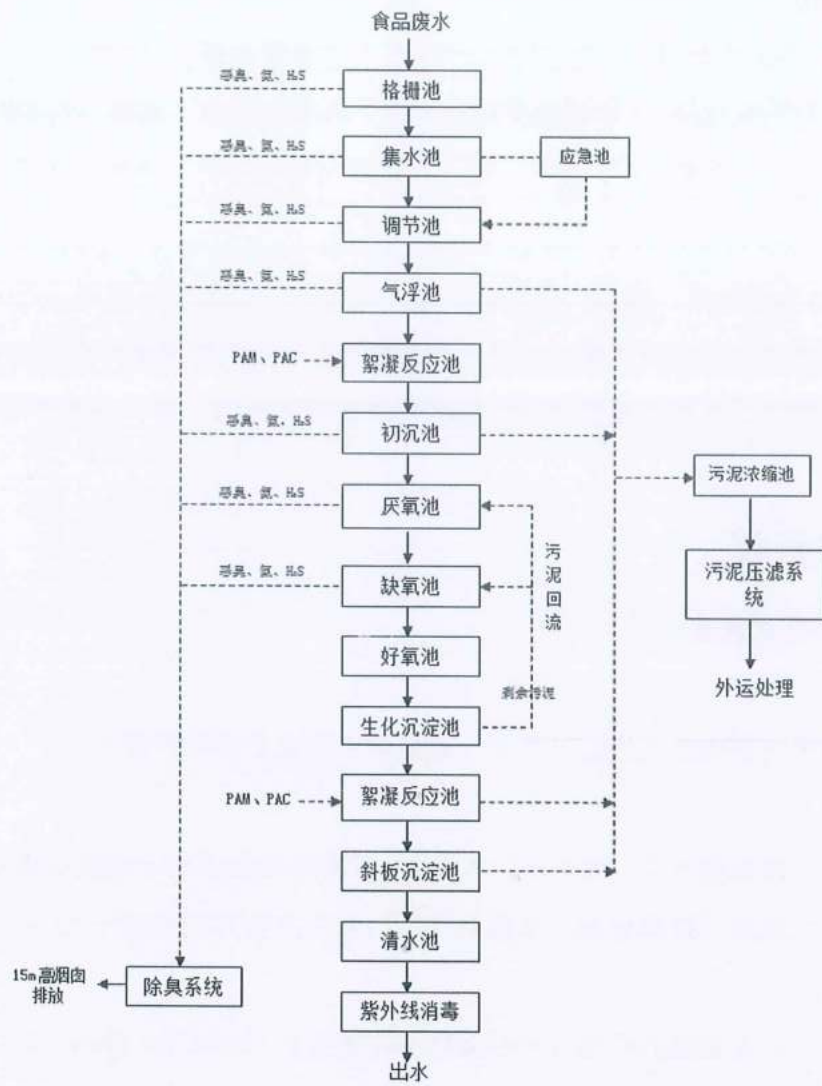 食品废水
恶臭、氨、H₂S
格栅池
恶臭、氨、H₂S
集水池
应急池
恶臭、氨、H₂S
调节池
恶臭、氨、H₂S
气浮池
PAM、PAC
絮凝反应池
恶臭、氨、H₂S
初沉池
污泥浓缩池
恶臭、氨、H₂S
厌氧池
污泥回流
恶臭、氨、H₂S
缺氧池
污泥压滤系
统
好氧池
剩余污泥
外运处理
生化沉淀池
PAM、PAC
絮凝反应池
斜板沉淀池
清水池
15m高烟囱
排放
除臭系统
紫外线消毒
出水